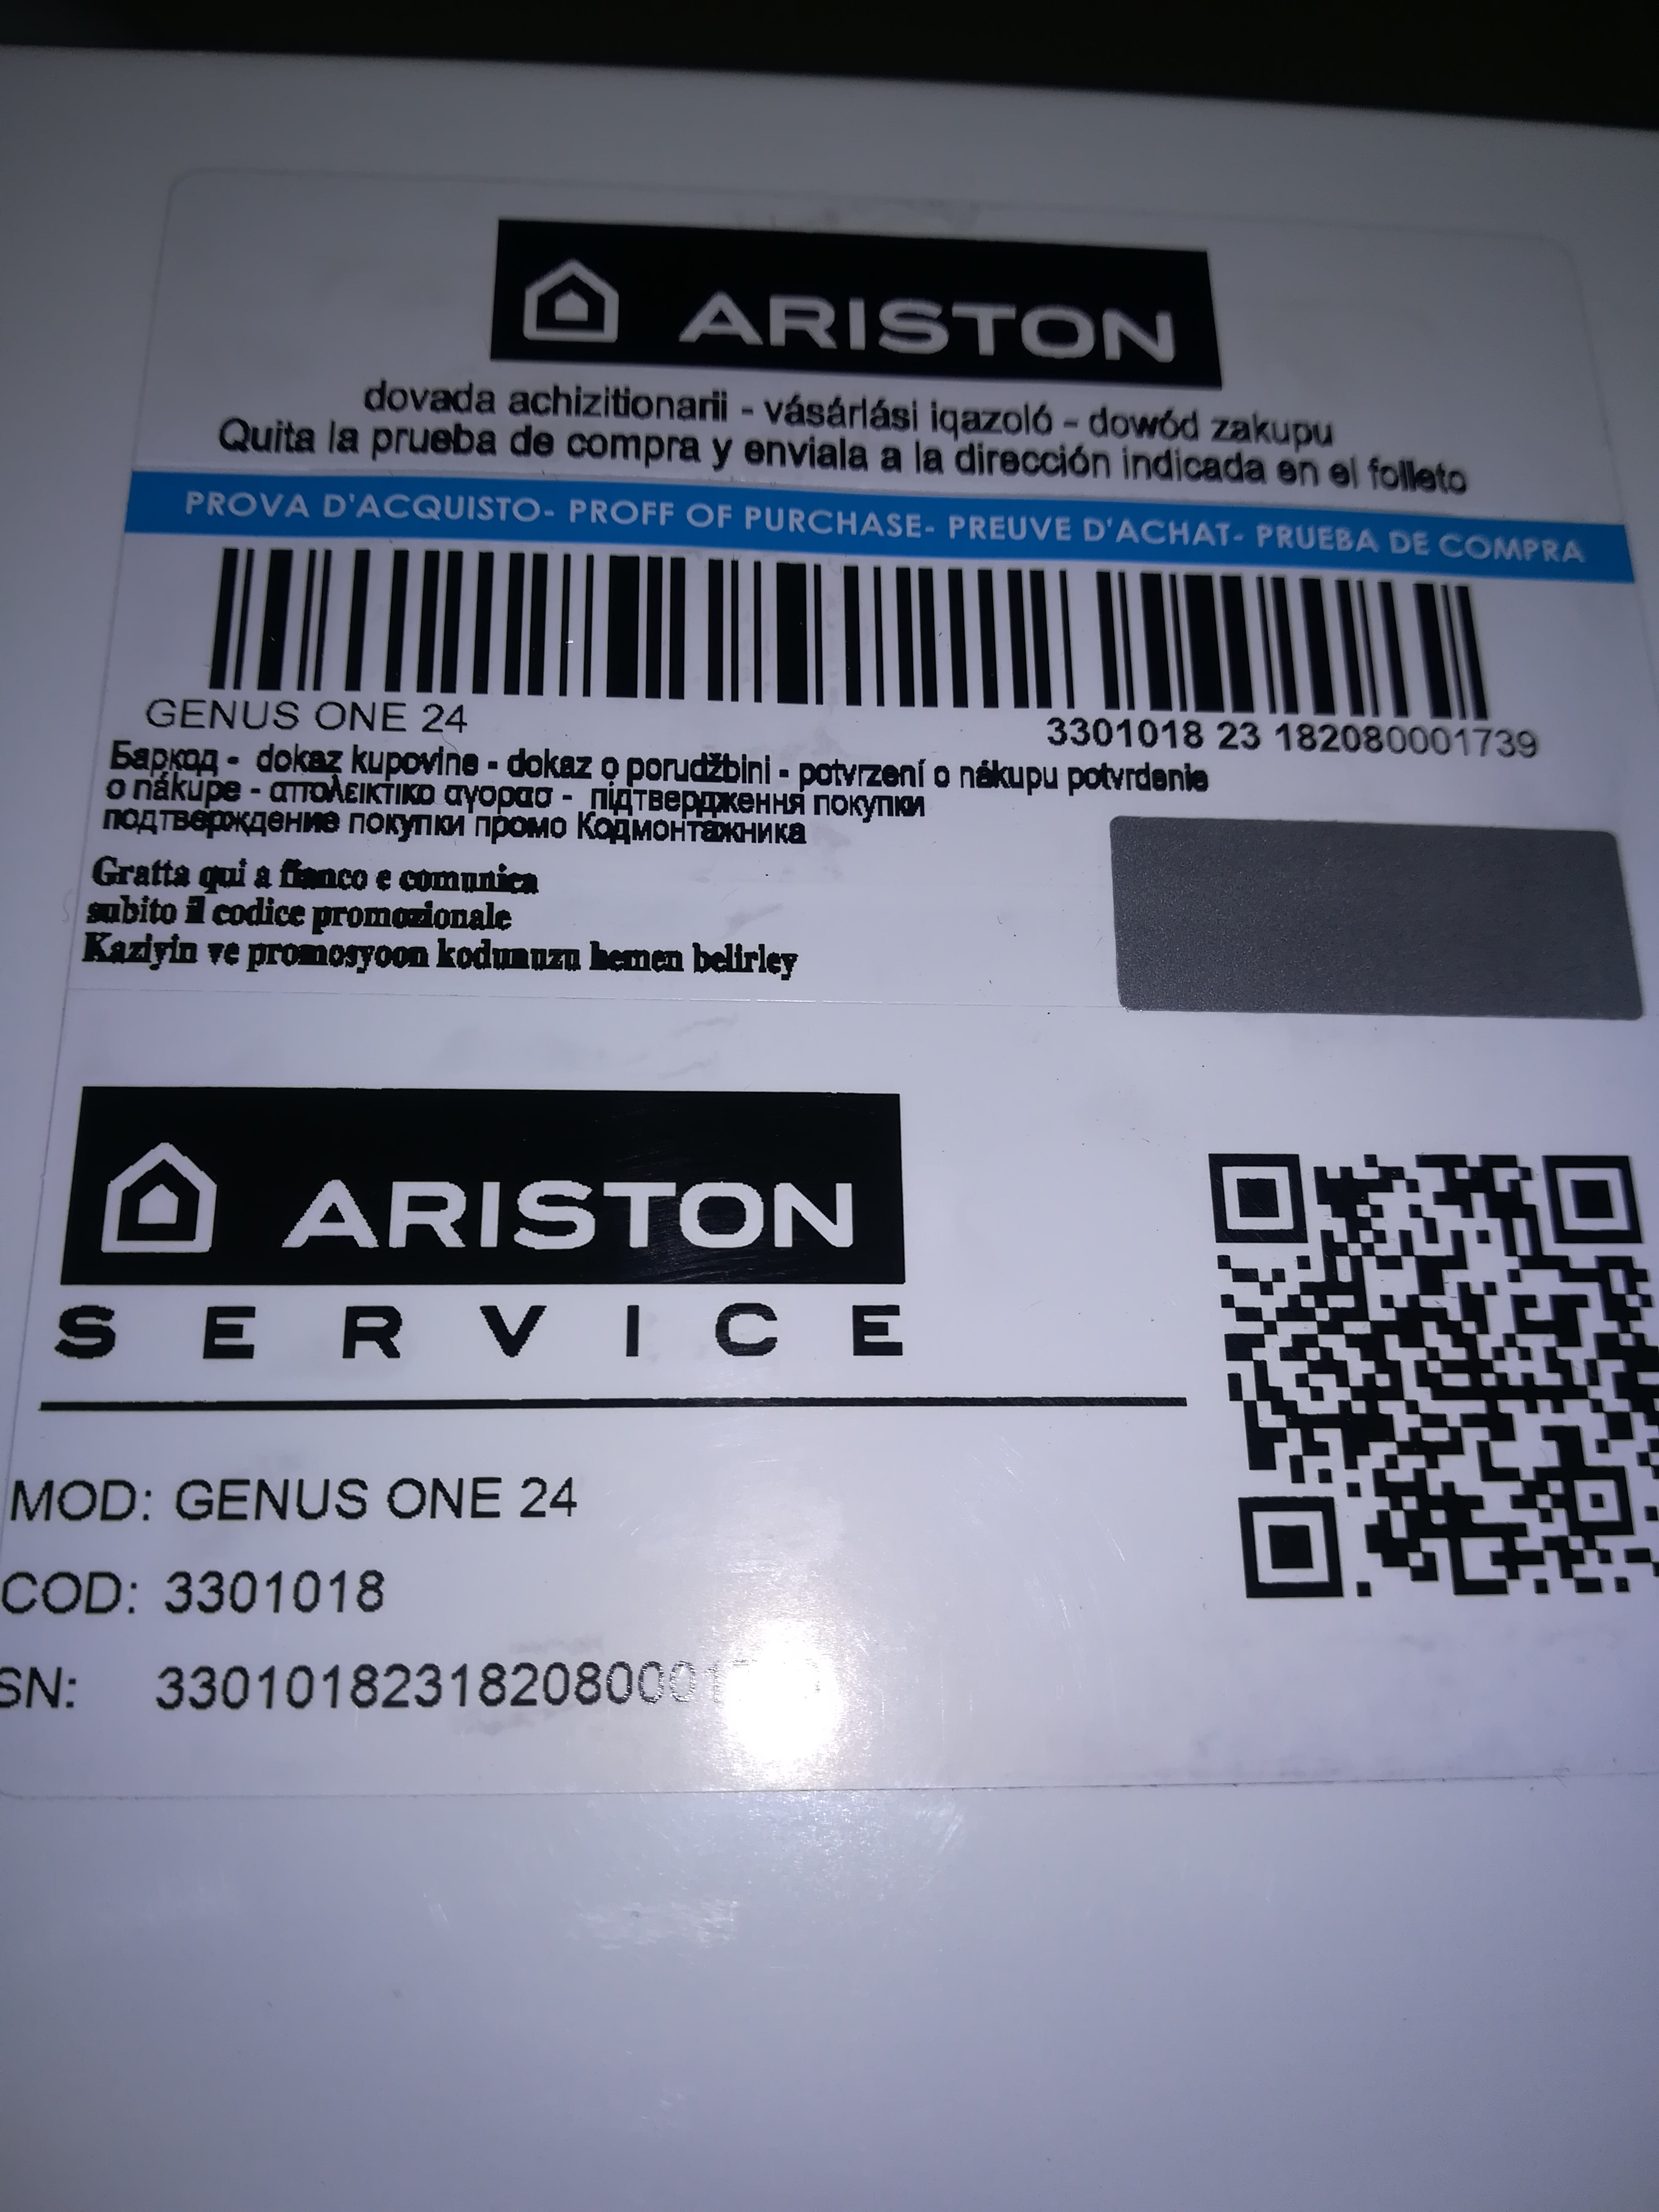 ARISTON
dovada achizitionarii - vásárlási iqazoló - dowód zakupu
Quita la prueba de compra y enviala a la dirección indicada en el folleto
PROVA D'ACQUISTO- PROFF OF PURCHASE- PREUVE D'ACHAT- PRUEBA DE COMPRA
GENUS ONE 24
3301018 23 182080001739
Баркод - dokaz kupovine - dokaz o porudžbini - potvrzení o nákupu potvrdenie
o nákupe - απολεικτικο αγορασ - підтвердження покупки
подтверждение покупки промо Кодмонтажника
Gratta qui a fianco e comunica
subito il codice promozionale
Kaziyin ve promosyoon kodunuzu hemen belirley
ARISTON
SERVICE
MOD: GENUS ONE 24
COD: 3301018
SN: